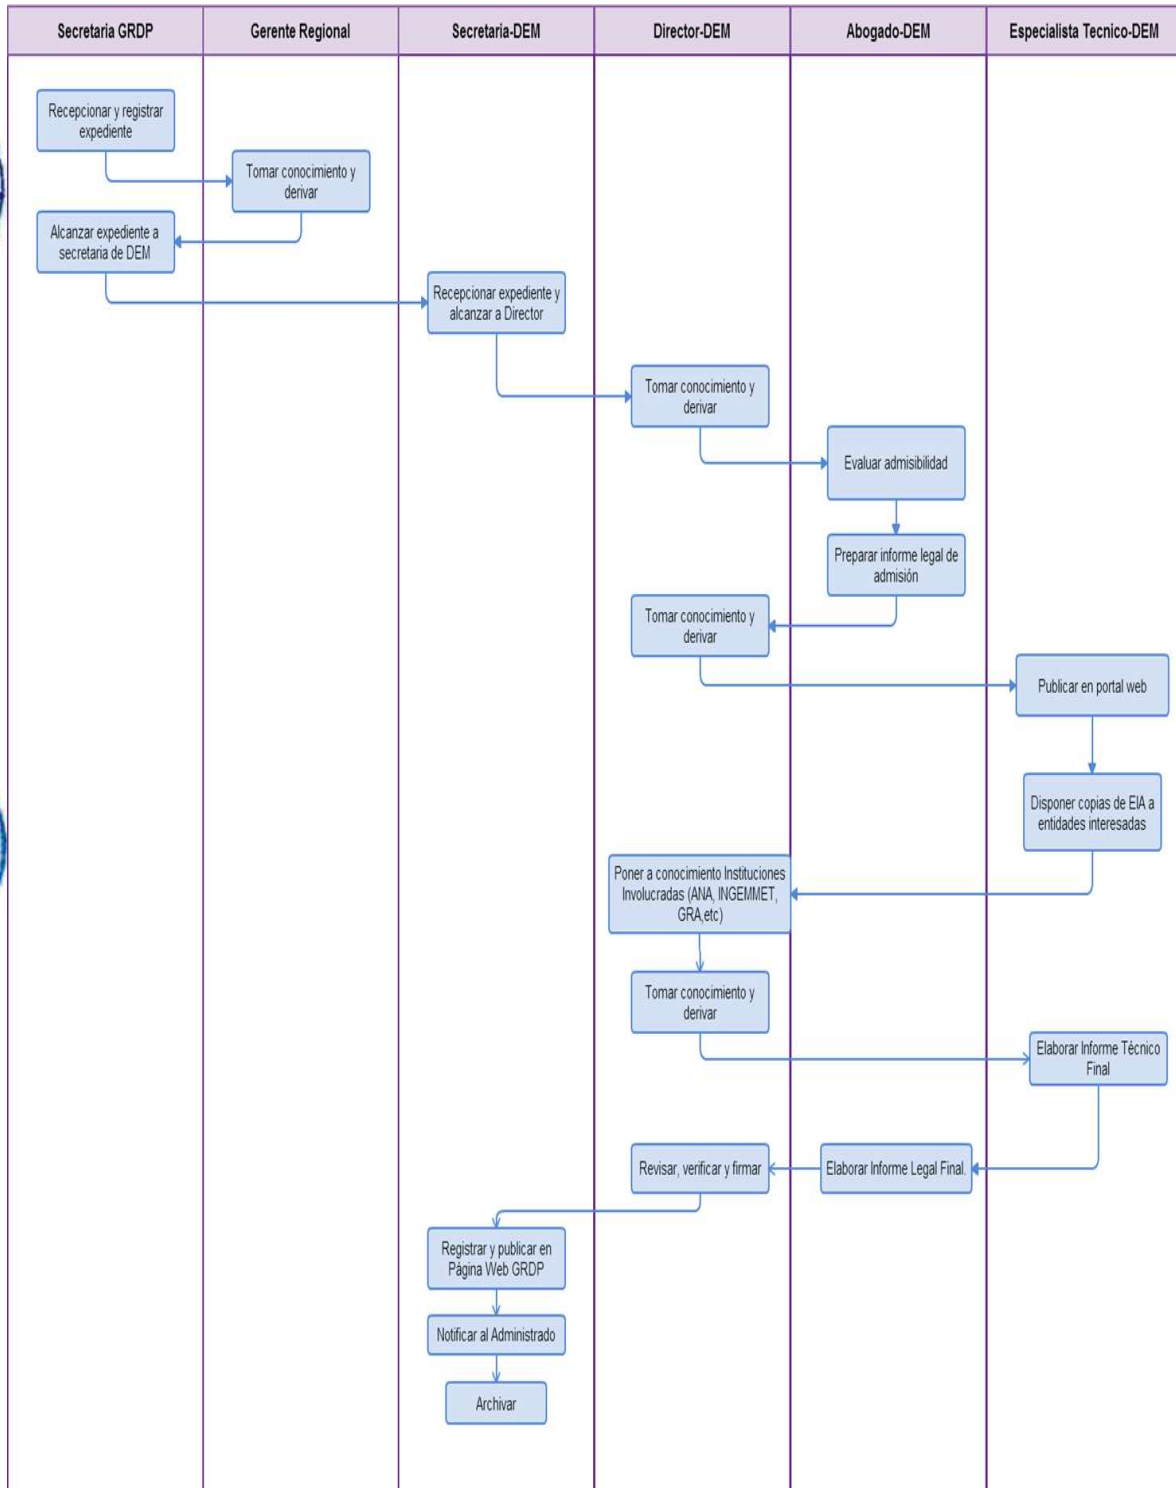 Secretaria GRDP
Gerente Regional
Secretaria-DEM
Director-DEM
Abogado-DEM
Especialista Tecnico-DEM
Recepcionar y registrar
expediente
Tomar conocimiento y
derivar
Alcanzar expediente a
secretaria de DEM
Recepcionar expediente y
alcanzar a Director
Tomar conocimiento y
derivar
Evaluar admisibilidad
Preparar informe legal de
admisión
Tomar conocimiento y
derivar
Publicar en portal web
Disponer copias de EIA a
entidades interesadas
Poner a conocimiento Instituciones
Involucradas (ANA, INGEMMET,
GRA,etc)
Tomar conocimiento y
derivar
Elaborar Informe Técnico
Final
Elaborar Informe Legal Final.
Revisar, verificar y firmar
Registrar y publicar en
Página Web GRDP
Notificar al Administrado
Archivar